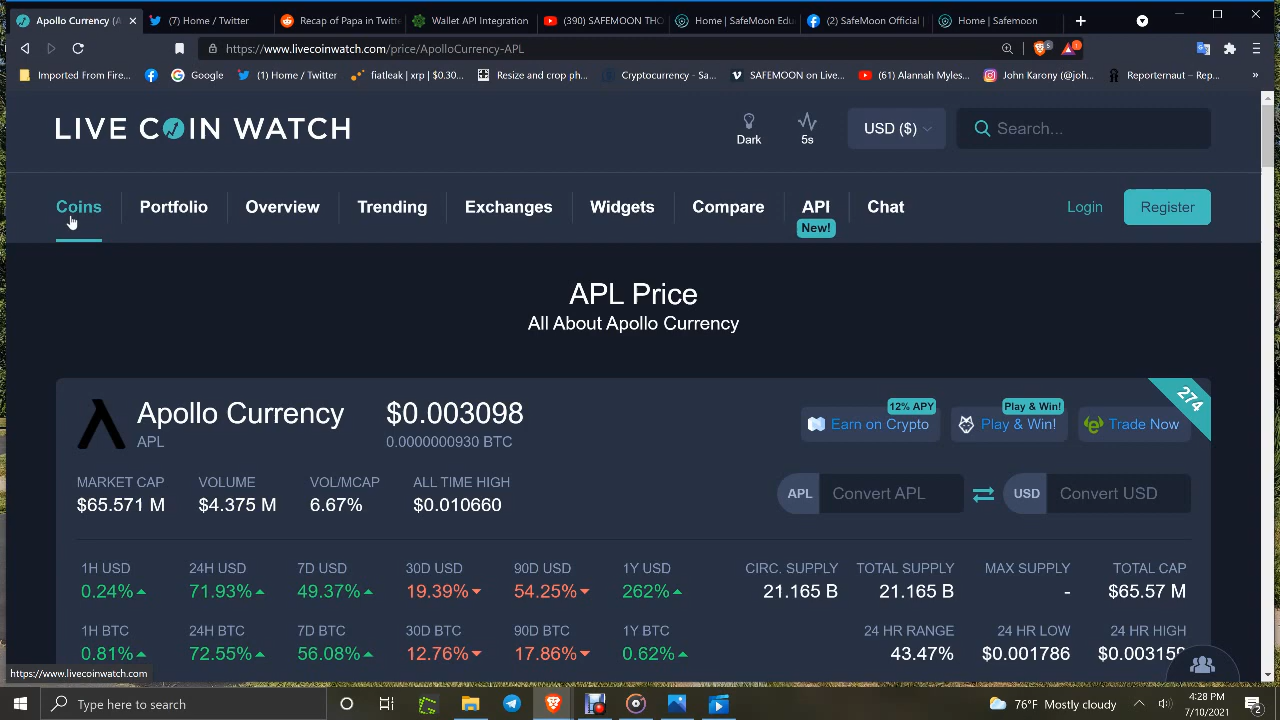 Apollo Currency (A
(7) Home / Twitter
Recap of Papa in Twitte
Wallet API Integration
(390) SAFEMOON THO
Home | SafeMoon Edu
(2) SafeMoon Official |
Home | Safemoon
https://www.livecoinwatch.com/price/ApolloCurrency-APL
5
1
Imported From Fire...
Google
(1) Home / Twitter
fiatleak | xrp | $0.30...
Resize and crop ph...
Cryptocurrency - Sa...
SAFEMOON on Live...
(61) Alannah Myles...
John Karony (@joh...
Reporternaut – Rep...
»
LIVE COIN WATCH
Dark
5s
USD ($)
Search...
Coins
Portfolio
Overview
Trending
Exchanges
Widgets
Compare
API
New!
Chat
Login
Register
APL Price
All About Apollo Currency
274
Apollo Currency
APL
$0.003098
0.0000000930 BTC
12% APY
Earn on Crypto
Play & Win!
Play & Win!
Trade Now
MARKET CAP VOLUME VOL/MCAP ALL TIME HIGH
$65.571 M $4.375 M 6.67% $0.010660
APL Convert APL USD Convert USD
1H USD 24H USD 7D USD 30D USD 90D USD 1Y USD CIRC. SUPPLY TOTAL SUPPLY MAX SUPPLY TOTAL CAP
0.24% 71.93% 49.37% 19.39% 54.25% 262% 21.165 B 21.165 B - $65.57 M
1H BTC 24H BTC 7D BTC 30D BTC 90D BTC 1Y BTC 24 HR RANGE 24 HR LOW 24 HR HIGH
0.81% 72.55% 56.08% 12.76% 17.86% 0.62% 43.47% $0.001786 $0.003159
https://www.livecoinwatch.com
Type here to search
76°F Mostly cloudy
4:28 PM
7/10/2021
2